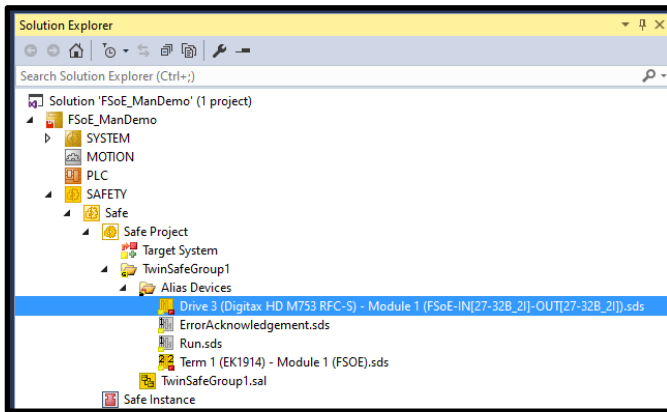 Solution Explorer
Search Solution Explorer (Ctrl+;)
Solution 'FSoE_ManDemo' (1 project)
FSoE_ManDemo
SYSTEM
MOTION
PLC
SAFETY
Safe
Safe Project
Target System
TwinSafeGroup1
Alias Devices
Drive 3 (Digitax HD M753 RFC-S) - Module 1 (FSoE-IN[27-32B_2I]-OUT[27-32B_2I]).sds
ErrorAcknowledgement.sds
Run.sds
Term 1 (EK1914) - Module 1 (FSOE).sds
TwinSafeGroup1.sal
Safe Instance